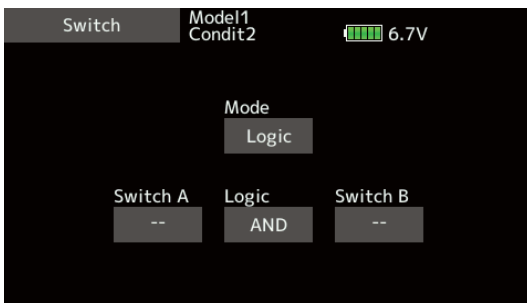 Switch
Model1
Condit2
6.7V
Mode
Logic
Switch A Logic Switch B
-- AND --